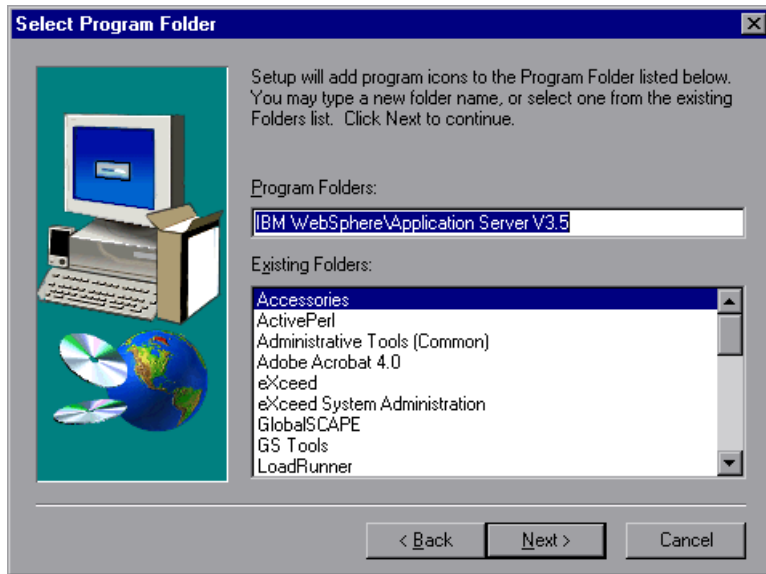 Select Program Folder
Setup will add program icons to the Program Folder listed below.
You may type a new folder name, or select one from the existing
Folders list.  Click Next to continue.
Program Folders:
IBM WebSphere\Application Server V3.5
Existing Folders:
Accessories
ActivePerl
Administrative Tools (Common)
Adobe Acrobat 4.0
eXceed
eXceed System Administration
GlobalSCAPE
GS Tools
LoadRunner
< Back
Next >
Cancel